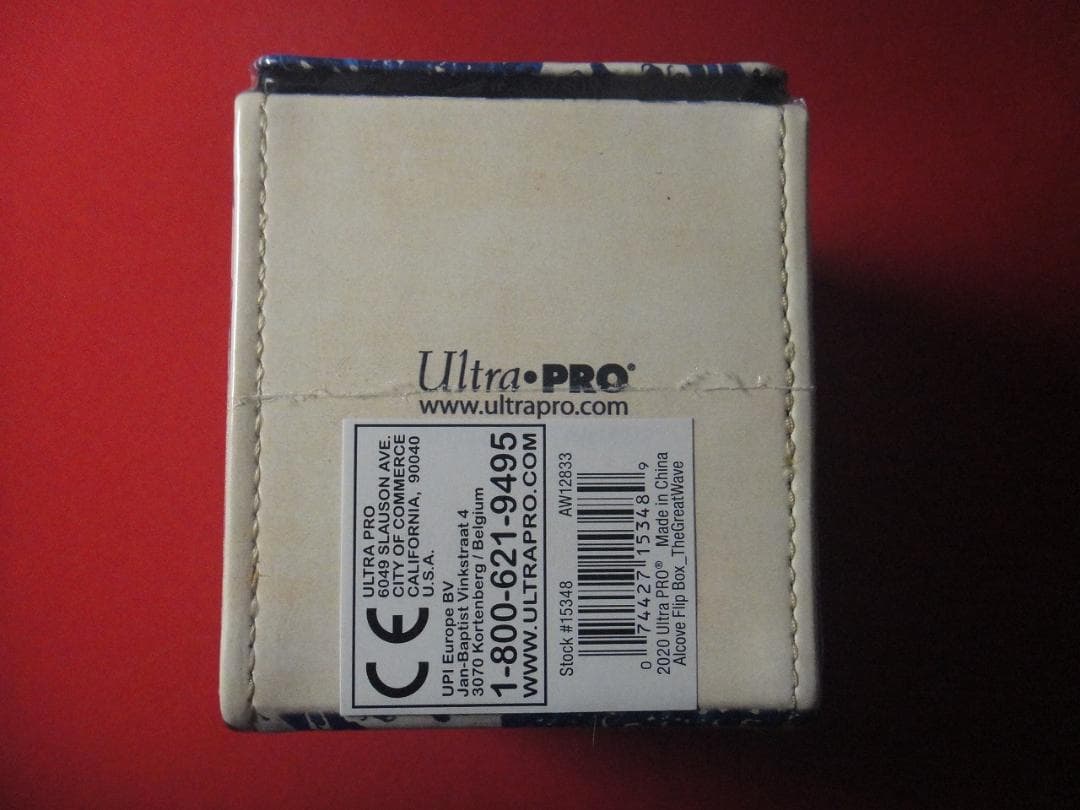 Ultra•PRO®
www.ultrapro.com
CE
ULTRA PRO
6049 SLAUSON AVE.
CITY OF COMMERCE
CALIFORNIA, 90040
U.S.A.
UPI Europe BV
Jan-Baptist Vinkstraat 4
3070 Kortenberg / Belgium
1-800-621-9495
WWW.ULTRAPRO.COM
Stock #15348 AW12833
0 74427 15348 9
2020 Ultra PRO® Made in China
Alcove Flip Box_TheGreatWave